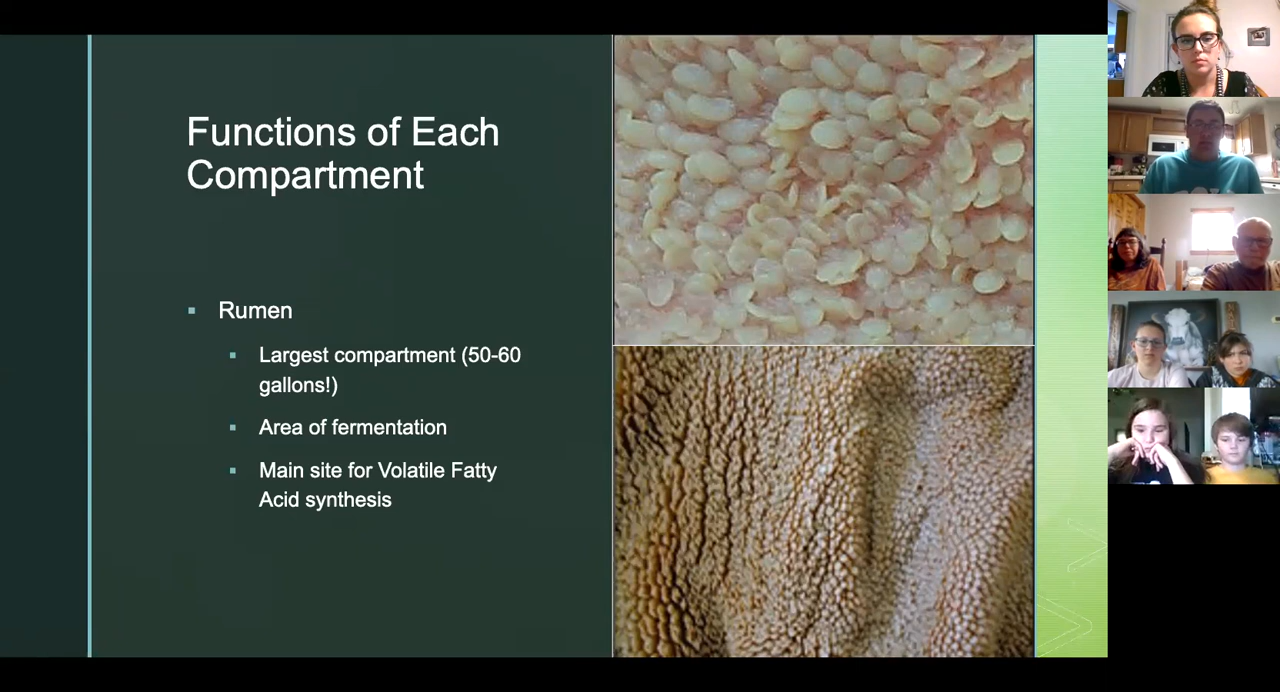 Functions of Each
Compartment
Rumen
Largest compartment (50-60
gallons!)
Area of fermentation
Main site for Volatile Fatty
Acid synthesis